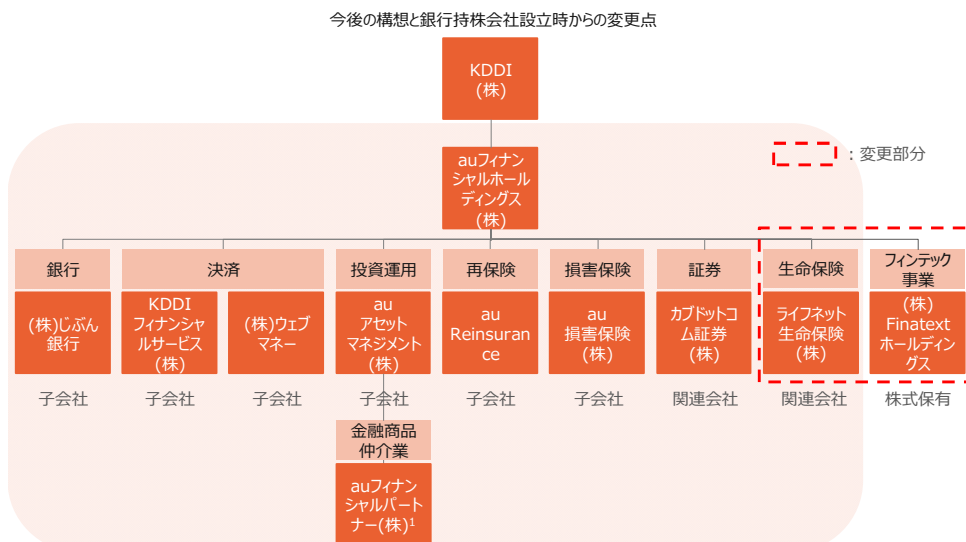 今後の構想と銀行持株会社設立時からの変更点
KDDI
(株)
auフィナン
シャルホール
ディングス
(株)
：変更部分
銀行
決済
投資運用
再保険
損害保険
証券
生命保険
フィンテック
事業
(株)じぶん
銀行
KDDI
フィナンシャ
ルサービス
(株)
(株)ウェブ
マネー
au
アセット
マネジメント
(株)
au
Reinsuran
ce
au
損害保険
(株)
カブドットコ
ム証券
(株)
ライフネット
生命保険
(株)
(株)
Finatext
ホールディン
グス
子会社
子会社
子会社
子会社
子会社
子会社
関連会社
関連会社
株式保有
金融商品
仲介業
auフィナン
シャルパート
ナー(株)1